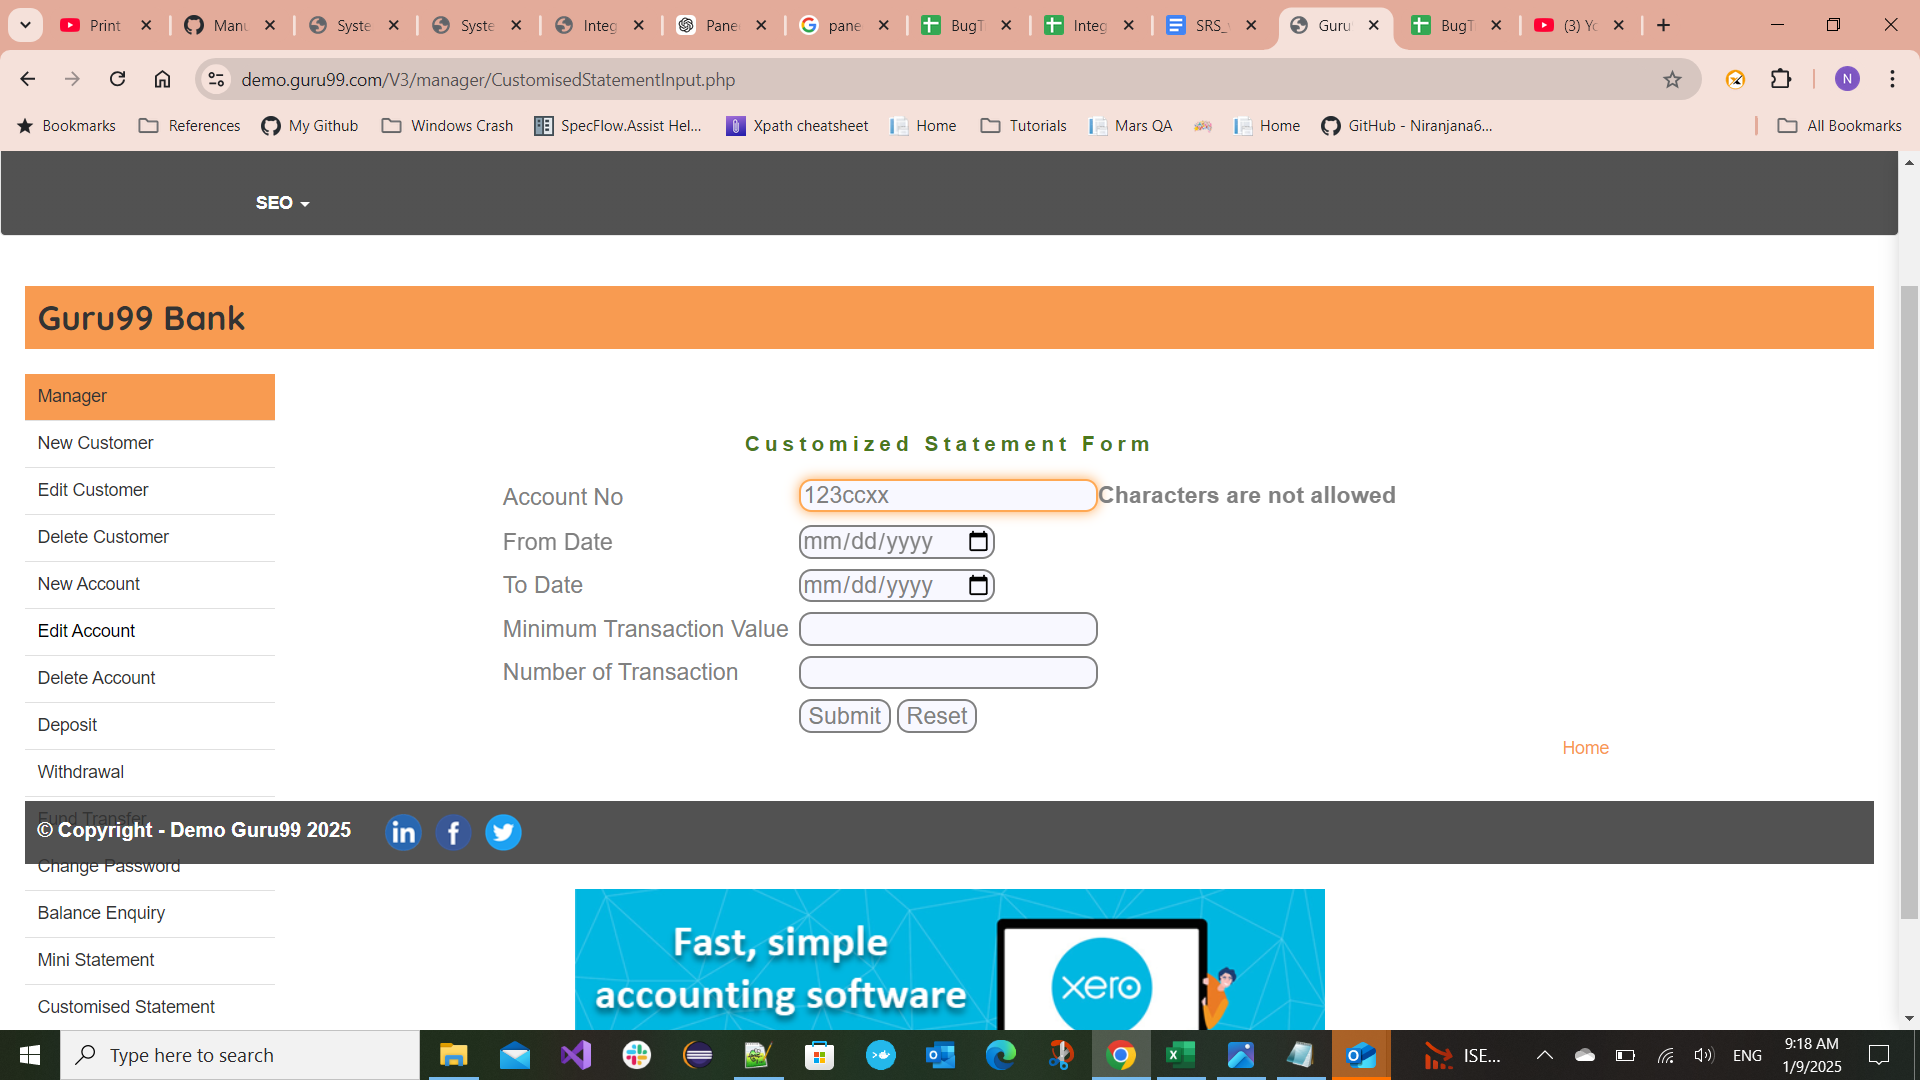 Print
Manu
Syste
Syste
Integ
Panee
pane
BugT
Integ
SRS_v
Guru
BugT
(3) Yo
demo.guru99.com/V3/manager/CustomisedStatementInput.php
N
Bookmarks
References
My Github
Windows Crash
SpecFlow.Assist Hel...
Xpath cheatsheet
Home
Tutorials
Mars QA
Home
GitHub - Niranjana6...
All Bookmarks
SEO
Guru99 Bank
Manager
New Customer
Edit Customer
Delete Customer
New Account
Edit Account
Delete Account
Deposit
Withdrawal
Fund Transfer
Change Password
Balance Enquiry
Mini Statement
Customised Statement
Customized Statement Form
Account No 123ccxx Characters are not allowed
From Date mm/dd/yyyy
To Date mm/dd/yyyy
Minimum Transaction Value
Number of Transaction
Submit Reset
Home
© Copyright - Demo Guru99 2025
Fast, simple
accounting software
xero
Type here to search
ISE...
ENG
9:18 AM
1/9/2025